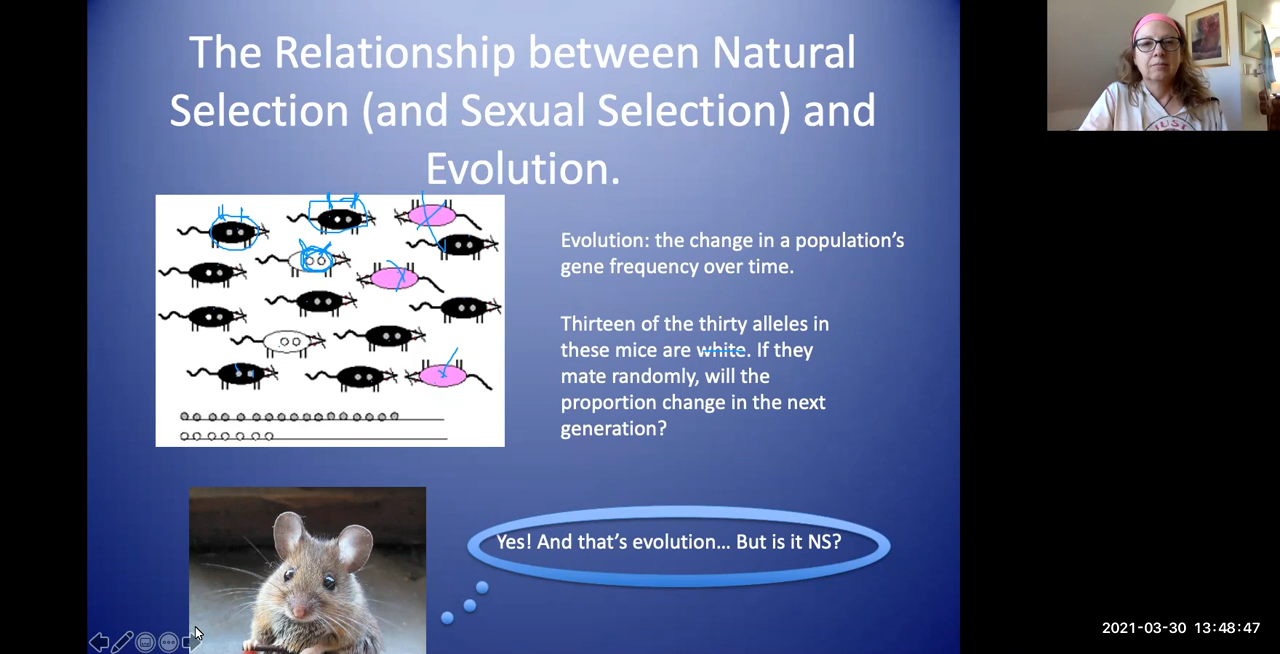 The Relationship between Natural
Selection (and Sexual Selection) and
Evolution.
Evolution: the change in a population's
gene frequency over time.
Thirteen of the thirty alleles in
these mice are white. If they
mate randomly, will the
proportion change in the next
generation?
Yes! And that's evolution... But is it NS?
JUST
2021-03-30 13:48:47